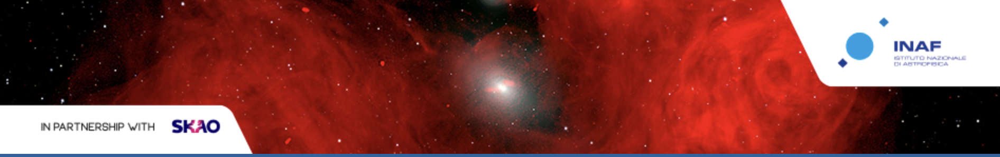 INAF
ISTITUTO NAZIONALE
DI ASTROFISICA
IN PARTNERSHIP WITH SKAO